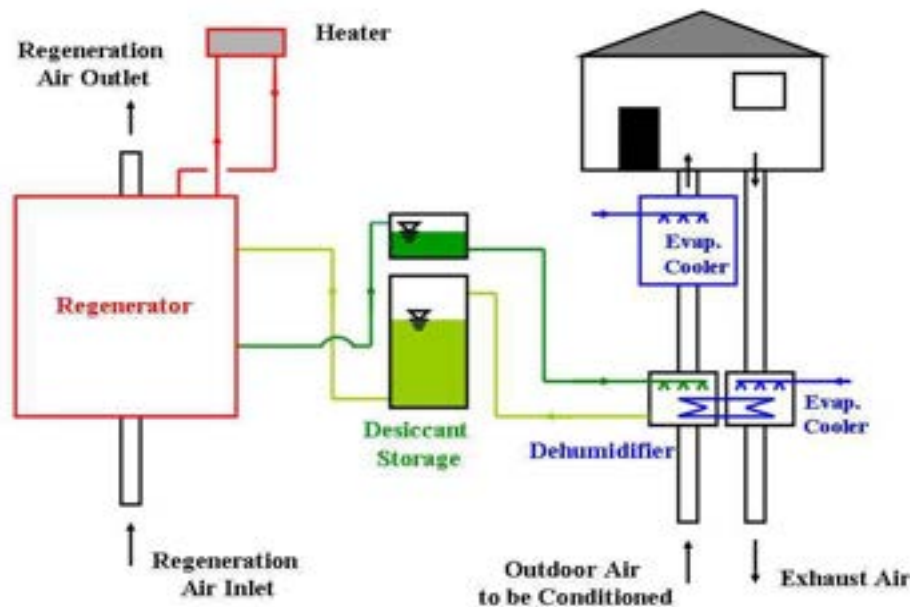 Regeneration
Air Outlet
Heater
Evap.
Cooler
Regenerator
Desiccant
Storage
Dehumidifier
Evap.
Cooler
Regeneration
Air Inlet
Outdoor Air
to be Conditioned
Exhaust Air